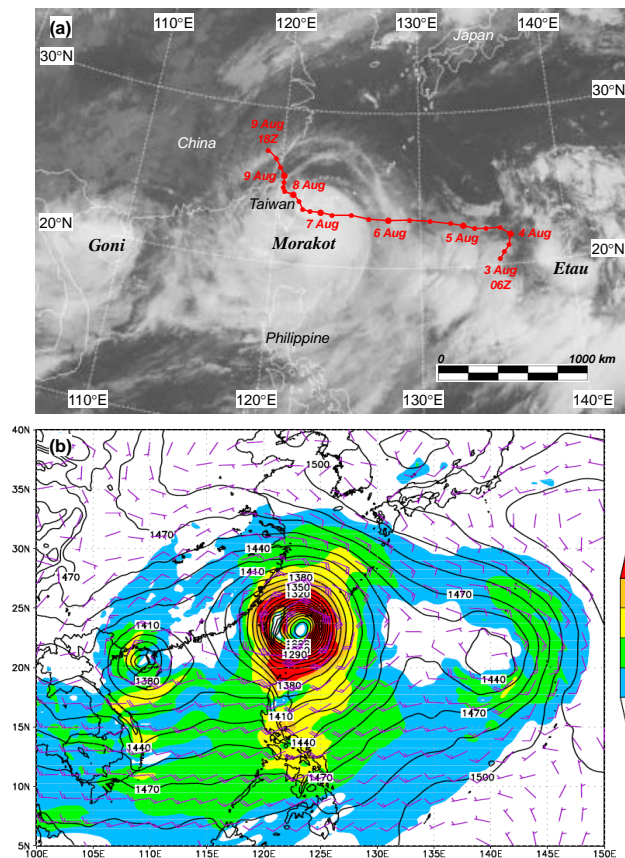 (a)
110°E
120°E
130°E
140°E
Japan
30°N
30°N
9 Aug
18Z
China
9 Aug
8 Aug
Taiwan
7 Aug
6 Aug
5 Aug
4 Aug
20°N
20°N
Goni
Morakot
Etau
3 Aug
06Z
Philippine
0
1000 km
110°E
120°E
130°E
140°E
(b)
40N
1500
35N
1470
1470
30N
1440
1410
1380
1350
1320
1470
25N
1410
20N
1290
1380
1380
1440
1470
15N
1410
1440
1440
1500
10N
1470
1470
5N
100E
105E
110E
115E
120E
125E
130E
135E
140E
145E
150E